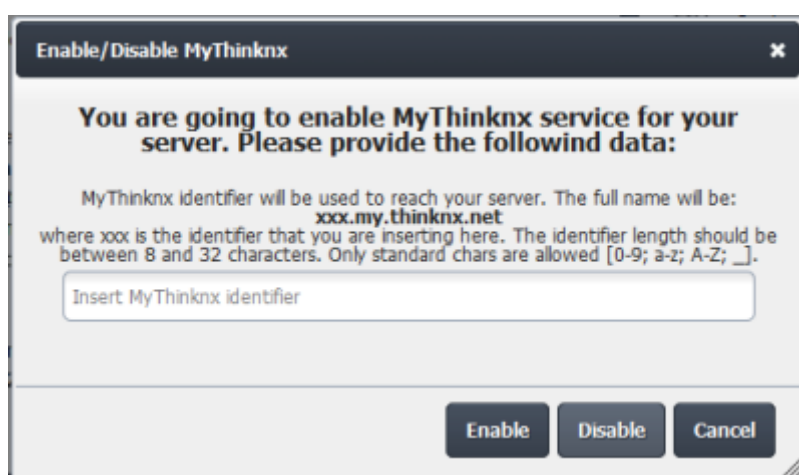 Enable/Disable MyThinknx
You are going to enable MyThinknx service for your
server. Please provide the followind data:
MyThinknx identifier will be used to reach your server. The full name will be:
xxx.my.thinknx.net
where xxx is the identifier that you are inserting here. The identifier length should be
between 8 and 32 characters. Only standard chars are allowed [0-9; a-z; A-Z; _].
Insert MyThinknx identifier
Enable Disable Cancel